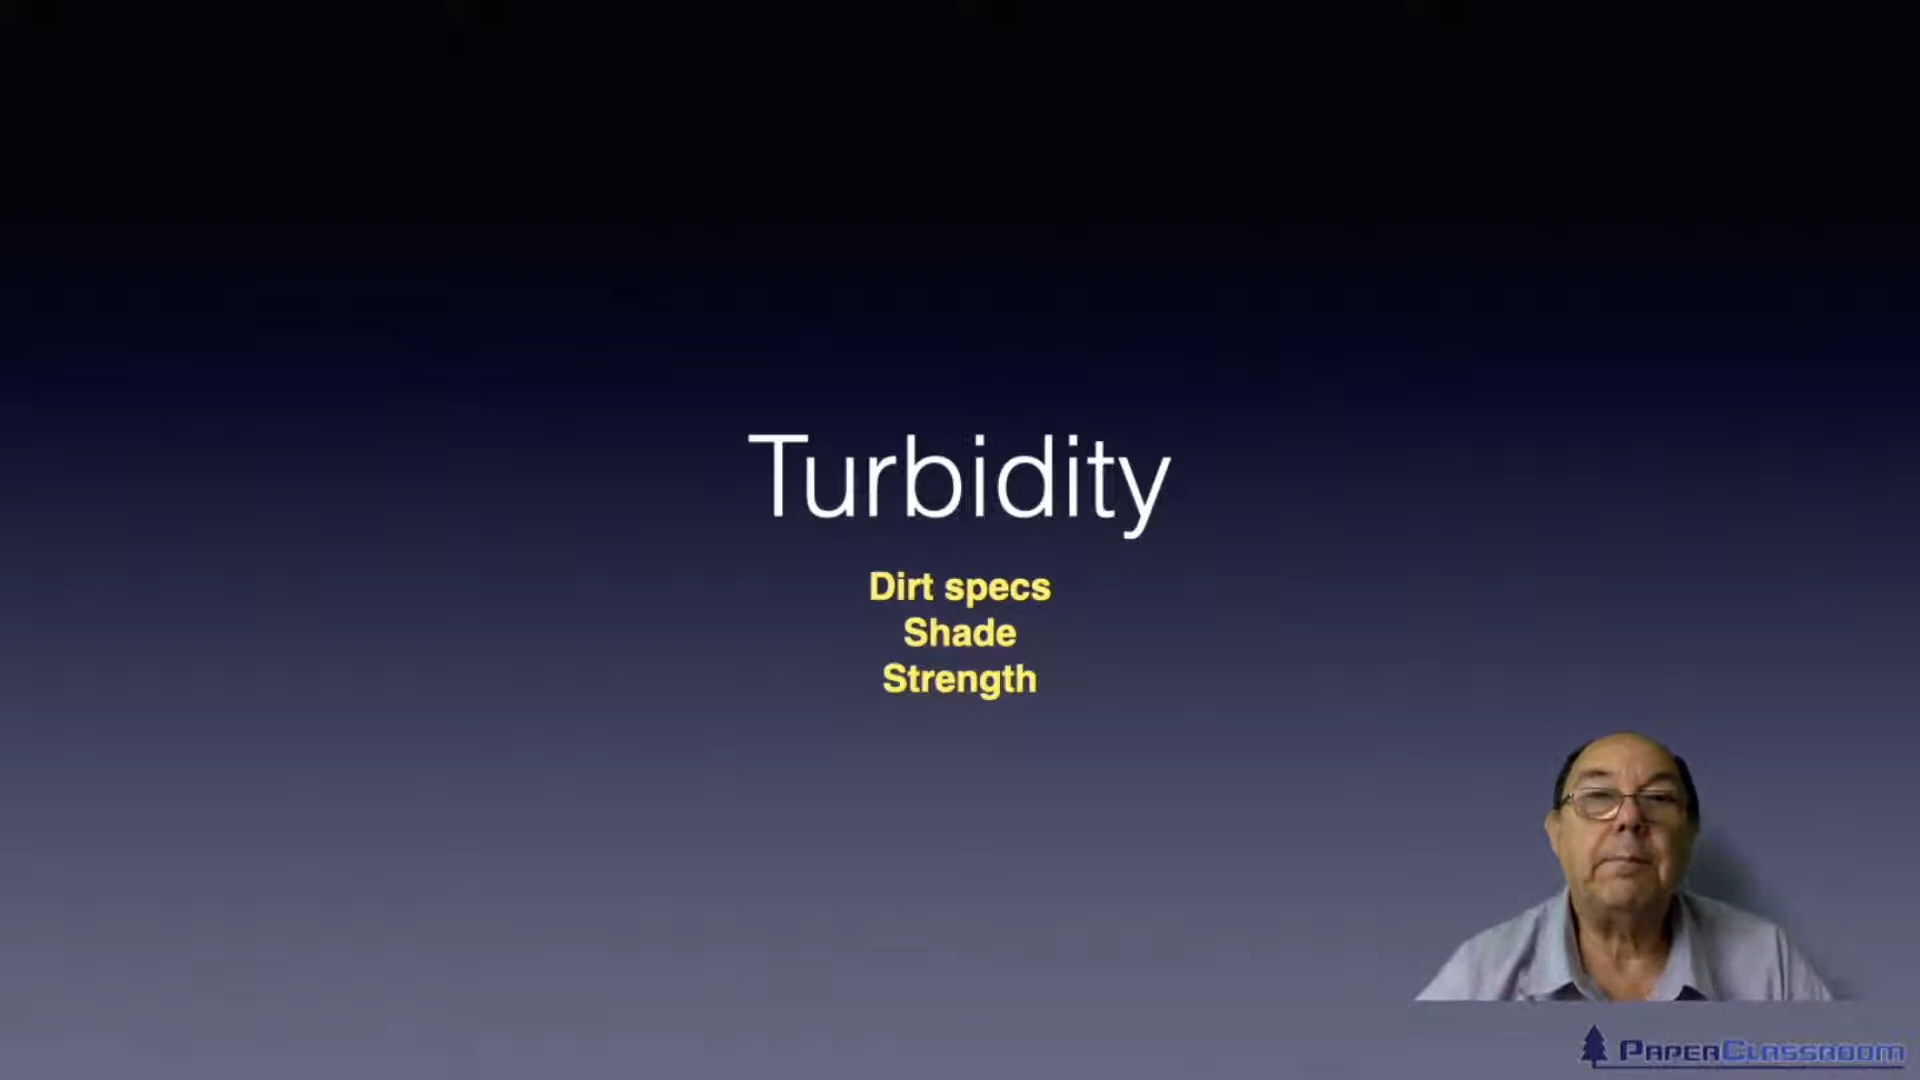 Turbidity
Dirt specs
Shade
Strength
PaperClassroom